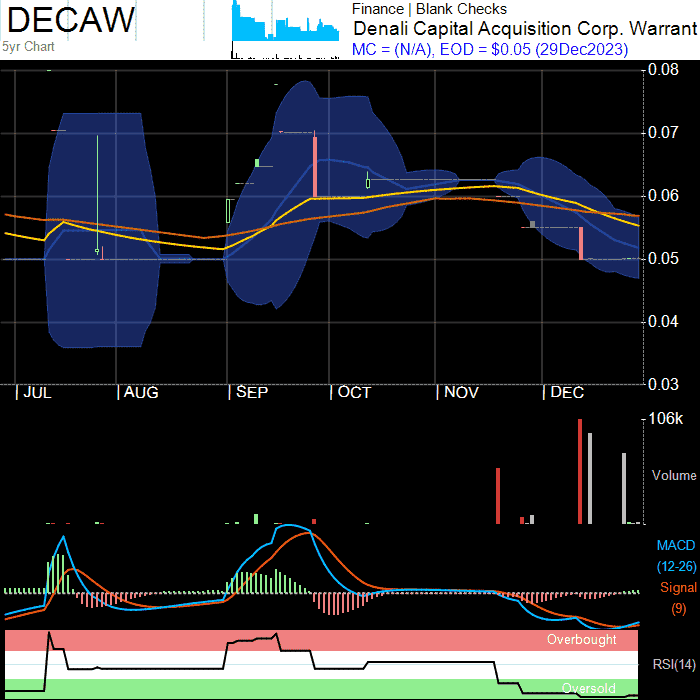 DECAW
5yr Chart
Finance | Blank Checks
Denali Capital Acquisition Corp. Warrant
MC = (N/A), EOD = $0.05 (29Dec2023)
0.08
0.07
0.06
0.05
0.04
0.03
JUL
AUG
SEP
OCT
NOV
DEC
106k
Volume
MACD
(12-26)
Signal
(9)
Overbought
RSI(14)
Oversold